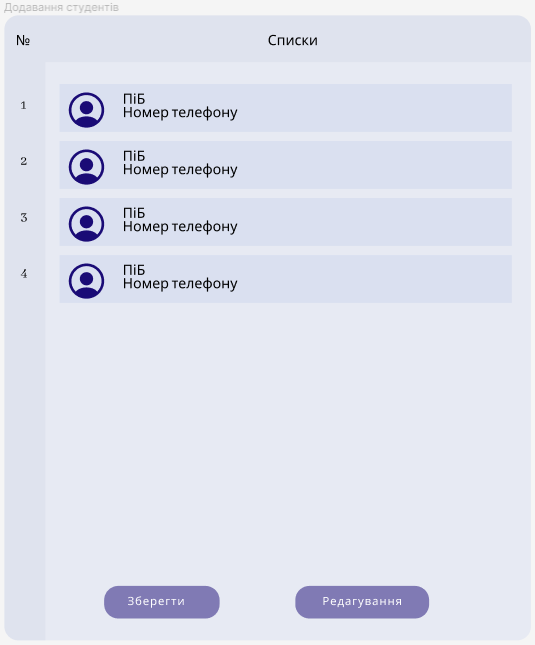 Додавання студентів
№ Списки
1
ПіБ
Номер телефону
2
ПіБ
Номер телефону
3
ПіБ
Номер телефону
4
ПіБ
Номер телефону
Зберегти Редагування